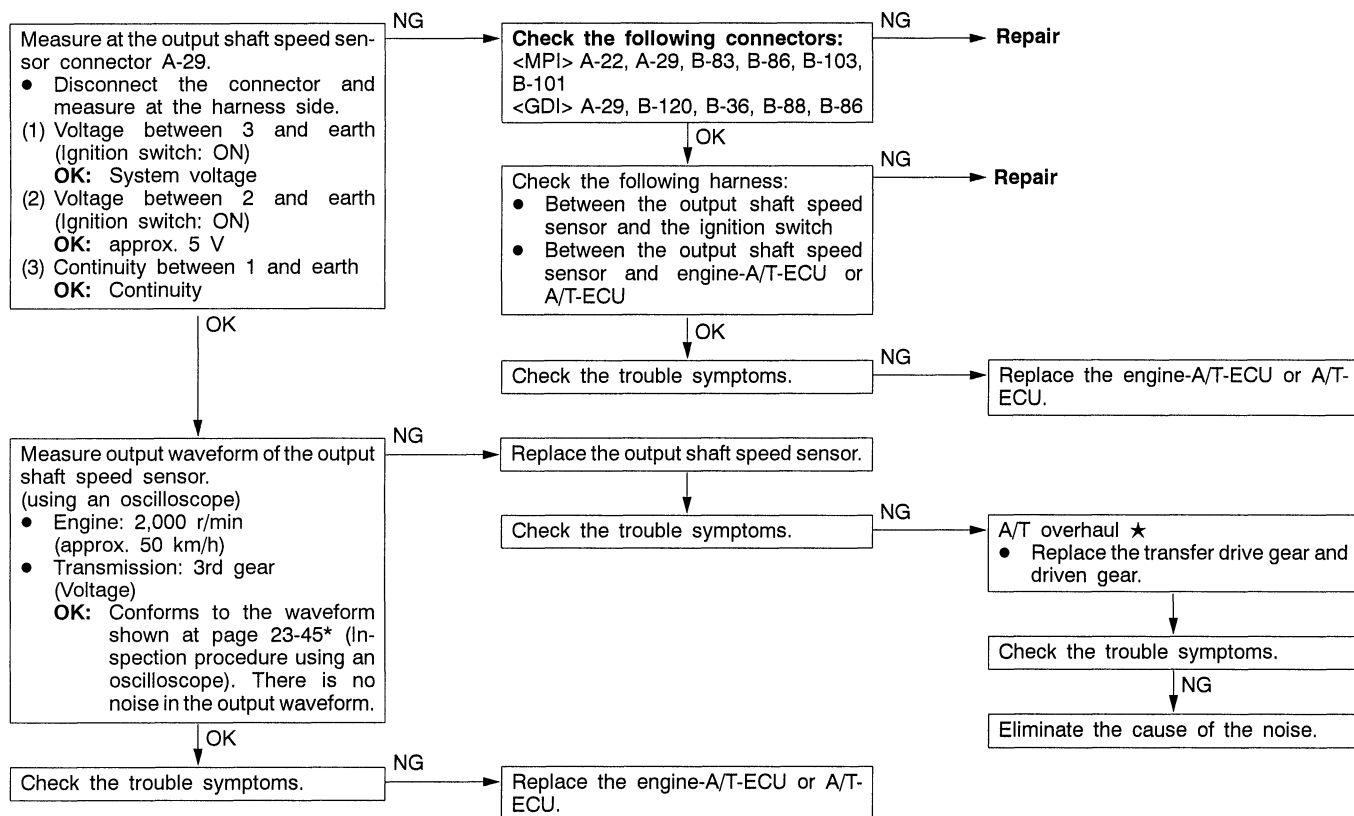 Measure at the output shaft speed sen-
sor connector A-29.
● Disconnect the connector and
measure at the harness side.
(1) Voltage between 3 and earth
(Ignition switch: ON)
OK: System voltage
(2) Voltage between 2 and earth
(Ignition switch: ON)
OK: approx. 5 V
(3) Continuity between 1 and earth
OK: Continuity
NG
Check the following connectors:
<MPI> A-22, A-29, B-83, B-86, B-103,
B-101
<GDI> A-29, B-120, B-36, B-88, B-86
NG
Repair
OK
Check the following harness:
● Between the output shaft speed
sensor and the ignition switch
● Between the output shaft speed
sensor and engine-A/T-ECU or
A/T-ECU
NG
Repair
OK
Check the trouble symptoms.
NG
Replace the engine-A/T-ECU or A/T-
ECU.
OK
Measure output waveform of the output
shaft speed sensor.
(using an oscilloscope)
● Engine: 2,000 r/min
(approx. 50 km/h)
● Transmission: 3rd gear
(Voltage)
OK: Conforms to the waveform
shown at page 23-45* (In-
spection procedure using an
oscilloscope). There is no
noise in the output waveform.
NG
Replace the output shaft speed sensor.
Check the trouble symptoms.
NG
A/T overhaul ★
● Replace the transfer drive gear and
driven gear.
Check the trouble symptoms.
NG
Eliminate the cause of the noise.
OK
Check the trouble symptoms.
NG
Replace the engine-A/T-ECU or A/T-
ECU.